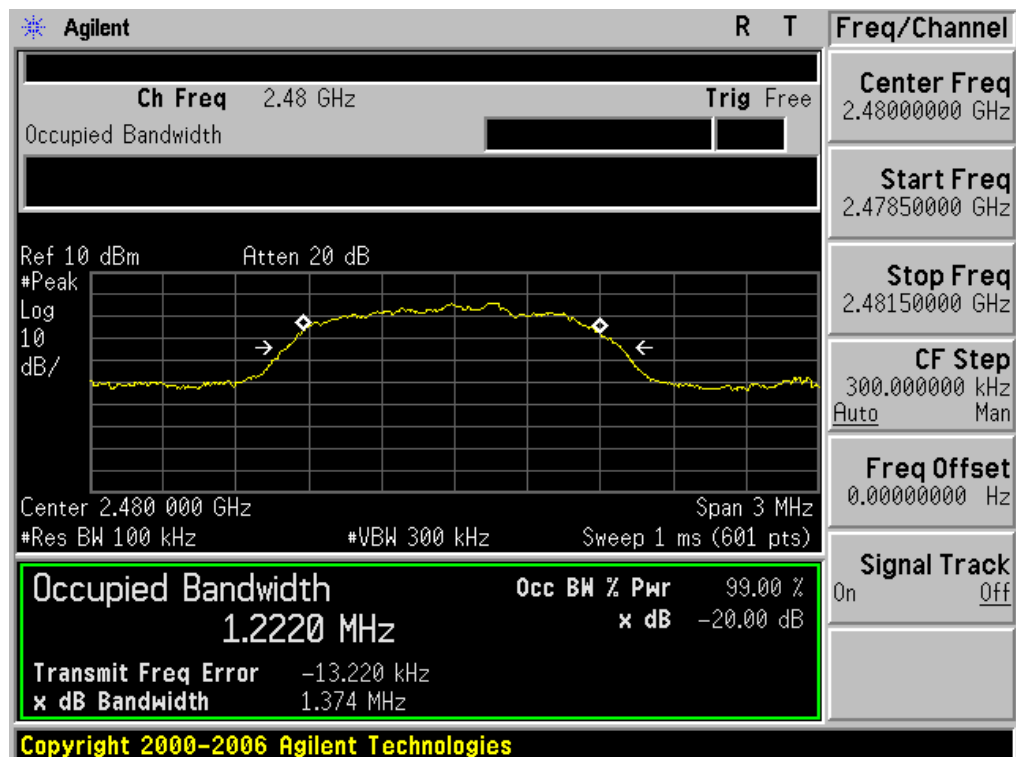 Agilent R T
Freq/Channel
Ch Freq 2.48 GHz Trig Free
Occupied Bandwidth
Ref 10 dBm Atten 20 dB
#Peak
Log
10
dB/
Center 2.480 000 GHz Span 3 MHz
#Res BW 100 kHz #VBW 300 kHz Sweep 1 ms (601 pts)
Occupied Bandwidth Occ BW % Pwr 99.00 %
1.2220 MHz x dB -20.00 dB
Transmit Freq Error -13.220 kHz
x dB Bandwidth 1.374 MHz
Center Freq
2.48000000 GHz
Start Freq
2.47850000 GHz
Stop Freq
2.48150000 GHz
CF Step
300.000000 kHz
Auto Man
Freq Offset
0.00000000 Hz
Signal Track
On Off
Copyright 2000-2006 Agilent Technologies